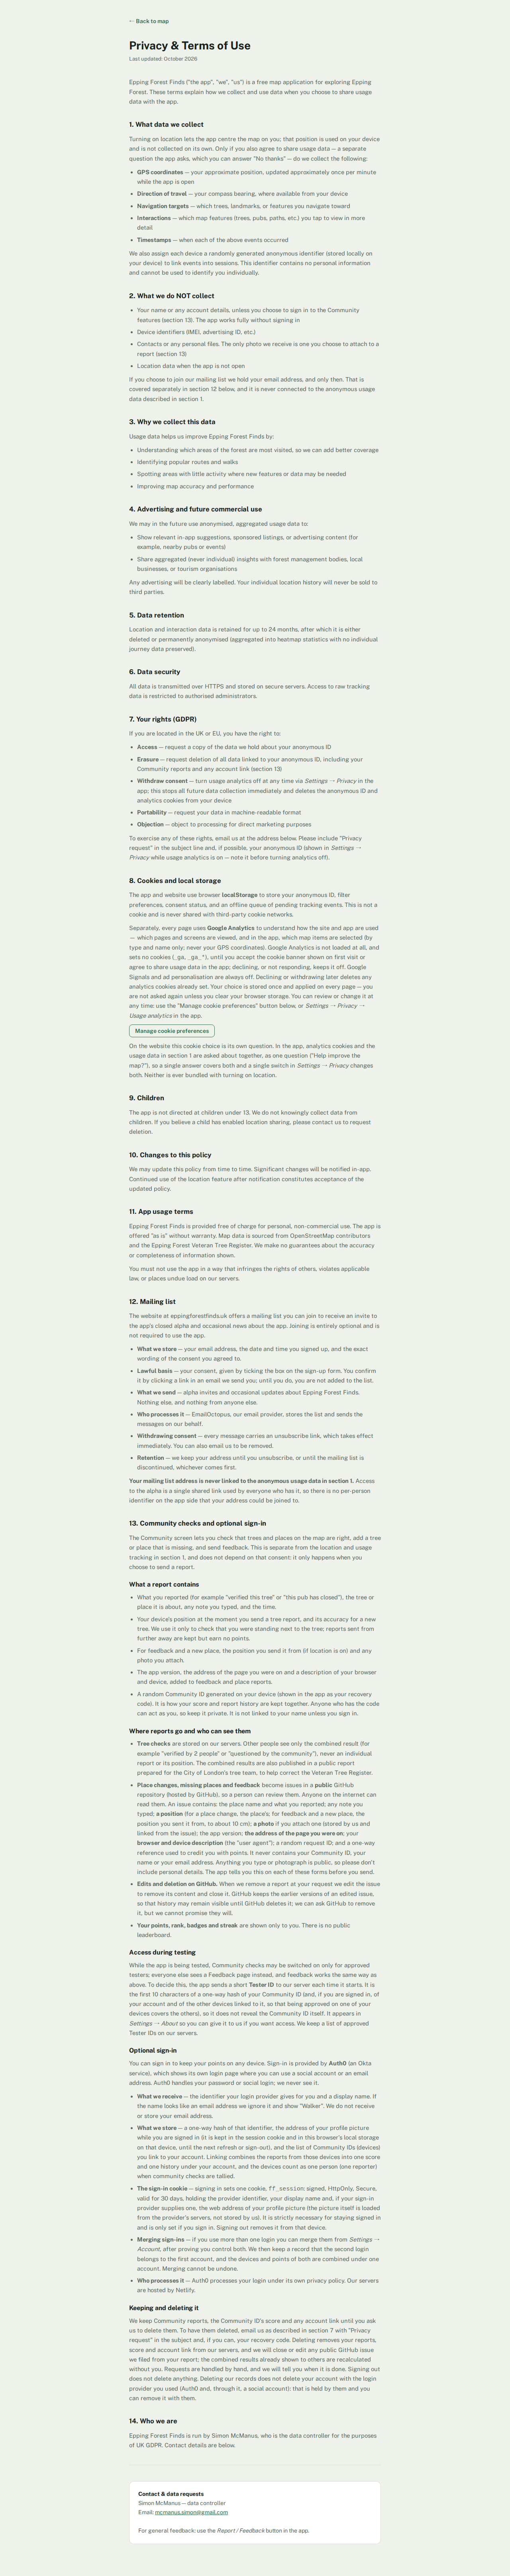 ← Back to map
Privacy & Terms of Use
Last updated: October 2026
Epping Forest Finds ("the app", "we", "us") is a free map application for exploring Epping
Forest. These terms explain how we collect and use data when you choose to share usage
data with the app.
1. What data we collect
Turning on location lets the app centre the map on you; that position is used on your device
and is not collected on its own. Only if you also agree to share usage data — a separate
question the app asks, which you can answer "No thanks" — do we collect the following:
• GPS coordinates — your approximate position, updated approximately once per minute
while the app is open
• Direction of travel — your compass bearing, where available from your device
• Navigation targets — which trees, landmarks, or features you navigate toward
• Interactions — which map features (trees, pubs, paths, etc.) you tap to view in more
detail
• Timestamps — when each of the above events occurred
We also assign each device a randomly generated anonymous identifier (stored locally on
your device) to link events into sessions. This identifier contains no personal information
and cannot be used to identify you individually.
2. What we do NOT collect
• Your name or any account details, unless you choose to sign in to the Community
features (section 13). The app works fully without signing in
• Device identifiers (IMEI, advertising ID, etc.)
• Contacts or any personal files. The only photo we receive is one you choose to attach to a
report (section 13)
• Location data when the app is not open
If you choose to join our mailing list we hold your email address, and only then. That is
covered separately in section 12 below, and it is never connected to the anonymous usage
data described in section 1.
3. Why we collect this data
Usage data helps us improve Epping Forest Finds by:
• Understanding which areas of the forest are most visited, so we can add better coverage
• Identifying popular routes and walks
• Spotting areas with little activity where new features or data may be needed
• Improving map accuracy and performance
4. Advertising and future commercial use
We may in the future use anonymised, aggregated usage data to:
• Show relevant in-app suggestions, sponsored listings, or advertising content (for
example, nearby pubs or events)
• Share aggregated (never individual) insights with forest management bodies, local
businesses, or tourism organisations
Any advertising will be clearly labelled. Your individual location history will never be sold to
third parties.
5. Data retention
Location and interaction data is retained for up to 24 months, after which it is either
deleted or permanently anonymised (aggregated into heatmap statistics with no individual
journey data preserved).
6. Data security
All data is transmitted over HTTPS and stored on secure servers. Access to raw tracking
data is restricted to authorised administrators.
7. Your rights (GDPR)
If you are located in the UK or EU, you have the right to:
• Access — request a copy of the data we hold about your anonymous ID
• Erasure — request deletion of all data linked to your anonymous ID, including your
Community reports and any account link (section 13)
• Withdraw consent — turn usage analytics off at any time via Settings → Privacy in the
app; this stops all future data collection immediately and deletes the anonymous ID and
analytics cookies from your device
• Portability — request your data in machine-readable format
• Objection — object to processing for direct marketing purposes
To exercise any of these rights, email us at the address below. Please include "Privacy
request" in the subject line and, if possible, your anonymous ID (shown in Settings →
Privacy while usage analytics is on — note it before turning analytics off).
8. Cookies and local storage
The app and website use browser localStorage to store your anonymous ID, filter
preferences, consent status, and an offline queue of pending tracking events. This is not a
cookie and is never shared with third-party cookie networks.
Separately, every page uses Google Analytics to understand how the site and app are used
— which pages and screens are viewed, and in the app, which map items are selected (by
type and name only; never your GPS coordinates). Google Analytics is not loaded at all, and
sets no cookies (_ga, _ga_*), until you accept the cookie banner shown on first visit or
agree to share usage data in the app; declining, or not responding, keeps it off. Google
Signals and ad personalisation are always off. Declining or withdrawing later deletes any
analytics cookies already set. Your choice is stored once and applied on every page — you
are not asked again unless you clear your browser storage. You can review or change it at
any time: use the "Manage cookie preferences" button below, or Settings → Privacy →
Usage analytics in the app.
Manage cookie preferences
On the website this cookie choice is its own question. In the app, analytics cookies and the
usage data in section 1 are asked about together, as one question ("Help improve the
map?"), so a single answer covers both and a single switch in Settings → Privacy changes
both. Neither is ever bundled with turning on location.
9. Children
The app is not directed at children under 13. We do not knowingly collect data from
children. If you believe a child has enabled location sharing, please contact us to request
deletion.
10. Changes to this policy
We may update this policy from time to time. Significant changes will be notified in-app.
Continued use of the location feature after notification constitutes acceptance of the
updated policy.
11. App usage terms
Epping Forest Finds is provided free of charge for personal, non-commercial use. The app is
offered "as is" without warranty. Map data is sourced from OpenStreetMap contributors
and the Epping Forest Veteran Tree Register. We make no guarantees about the accuracy
or completeness of information shown.
You must not use the app in a way that infringes the rights of others, violates applicable
law, or places undue load on our servers.
12. Mailing list
The website at eppingforestfinds.uk offers a mailing list you can join to receive an invite to
the app's closed alpha and occasional news about the app. Joining is entirely optional and is
not required to use the app.
• What we store — your email address, the date and time you signed up, and the exact
wording of the consent you agreed to.
• Lawful basis — your consent, given by ticking the box on the sign-up form. You confirm
it by clicking a link in an email we send you; until you do, you are not added to the list.
• What we send — alpha invites and occasional updates about Epping Forest Finds.
Nothing else, and nothing from anyone else.
• Who processes it — EmailOctopus, our email provider, stores the list and sends the
messages on our behalf.
• Withdrawing consent — every message carries an unsubscribe link, which takes effect
immediately. You can also email us to be removed.
• Retention — we keep your address until you unsubscribe, or until the mailing list is
discontinued, whichever comes first.
Your mailing list address is never linked to the anonymous usage data in section 1. Access
to the alpha is a single shared link used by everyone who has it, so there is no per-person
identifier on the app side that your address could be joined to.
13. Community checks and optional sign-in
The Community screen lets you check that trees and places on the map are right, add a tree
or place that is missing, and send feedback. This is separate from the location and usage
tracking in section 1, and does not depend on that consent: it only happens when you
choose to send a report.
What a report contains
• What you reported (for example "verified this tree" or "this pub has closed"), the tree or
place it is about, any note you typed, and the time.
• Your device's position at the moment you send a tree report, and its accuracy for a new
tree. We use it only to check that you were standing next to the tree; reports sent from
further away are kept but earn no points.
• For feedback and a new place, the position you send it from (if location is on) and any
photo you attach.
• The app version, the address of the page you were on and a description of your browser
and device, added to feedback and place reports.
• A random Community ID generated on your device (shown in the app as your recovery
code). It is how your score and report history are kept together. Anyone who has the code
can act as you, so keep it private. It is not linked to your name unless you sign in.
Where reports go and who can see them
• Tree checks are stored on our servers. Other people see only the combined result (for
example "verified by 2 people" or "questioned by the community"), never an individual
report or its position. The combined results are also published in a public report
prepared for the City of London's tree team, to help correct the Veteran Tree Register.
• Place changes, missing places and feedback become issues in a public GitHub
repository (hosted by GitHub), so a person can review them. Anyone on the internet can
read them. An issue contains: the place name and what you reported; any note you
typed; a position (for a place change, the place's; for feedback and a new place, the
position you sent it from, to about 10 cm); a photo if you attach one (stored by us and
linked from the issue); the app version; the address of the page you were on; your
browser and device description (the "user agent"); a random request ID; and a one-way
reference used to credit you with points. It never contains your Community ID, your
name or your email address. Anything you type or photograph is public, so please don't
include personal details. The app tells you this on each of these forms before you send.
• Edits and deletion on GitHub. When we remove a report at your request we edit the issue
to remove its content and close it. GitHub keeps the earlier versions of an edited issue,
so that history may remain visible until GitHub deletes it; we can ask GitHub to remove
it, but we cannot promise they will.
• Your points, rank, badges and streak are shown only to you. There is no public
leaderboard.
Access during testing
While the app is being tested, Community checks may be switched on only for approved
testers; everyone else sees a Feedback page instead, and feedback works the same way as
above. To decide this, the app sends a short Tester ID to our server each time it starts. It is
the first 10 characters of a one-way hash of your Community ID (and, if you are signed in, of
your account and of the other devices linked to it, so that being approved on one of your
devices covers the others), so it does not reveal the Community ID itself. It appears in
Settings → About so you can give it to us if you want access. We keep a list of approved
Tester IDs on our servers.
Optional sign-in
You can sign in to keep your points on any device. Sign-in is provided by Auth0 (an Okta
service), which shows its own login page where you can use a social account or an email
address. Auth0 handles your password or social login; we never see it.
• What we receive — the identifier your login provider gives for you and a display name. If
the name looks like an email address we ignore it and show "Walker". We do not receive
or store your email address.
• What we store — a one-way hash of that identifier, the address of your profile picture
while you are signed in (it is kept in the session cookie and in this browser's local storage
on that device, until the next refresh or sign-out), and the list of Community IDs (devices)
you link to your account. Linking combines the reports from those devices into one score
and one history under your account, and the devices count as one person (one reporter)
when community checks are tallied.
• The sign-in cookie — signing in sets one cookie, ff_session: signed, HttpOnly, Secure,
valid for 30 days, holding the provider identifier, your display name and, if your sign-in
provider supplies one, the web address of your profile picture (the picture itself is loaded
from the provider's servers, not stored by us). It is strictly necessary for staying signed in
and is only set if you sign in. Signing out removes it from that device.
• Merging sign-ins — if you use more than one login you can merge them from Settings →
Account, after proving you control both. We then keep a record that the second login
belongs to the first account, and the devices and points of both are combined under one
account. Merging cannot be undone.
• Who processes it — Auth0 processes your login under its own privacy policy. Our servers
are hosted by Netlify.
Keeping and deleting it
We keep Community reports, the Community ID's score and any account link until you ask
us to delete them. To have them deleted, email us as described in section 7 with "Privacy
request" in the subject and, if you can, your recovery code. Deleting removes your reports,
score and account link from our servers, and we will close or edit any public GitHub issue
we filed from your report; the combined results already shown to others are recalculated
without you. Requests are handled by hand, and we will tell you when it is done. Signing out
does not delete anything. Deleting our records does not delete your account with the login
provider you used (Auth0 and, through it, a social account): that is held by them and you
can remove it with them.
14. Who we are
Epping Forest Finds is run by Simon McManus, who is the data controller for the purposes
of UK GDPR. Contact details are below.
Contact & data requests
Simon McManus — data controller
Email: mcmanus.simon@gmail.com
For general feedback: use the Report / Feedback button in the app.